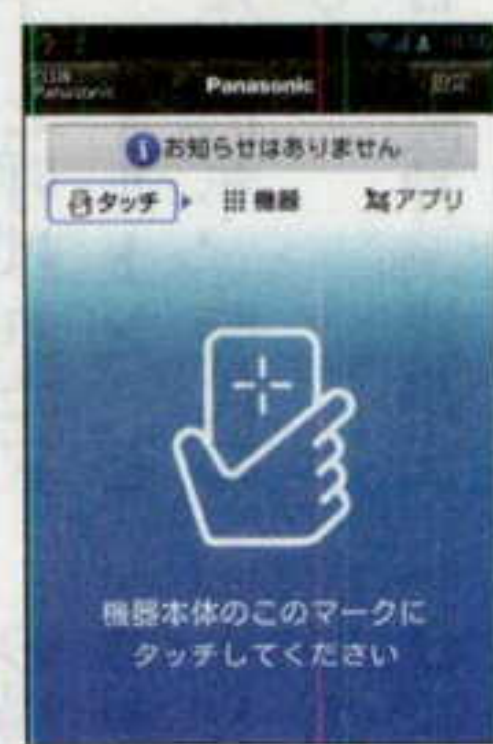 Panasonic
設定
お知らせはありません
タッチ 機器 アプリ
機器本体のこのマークに
タッチしてください